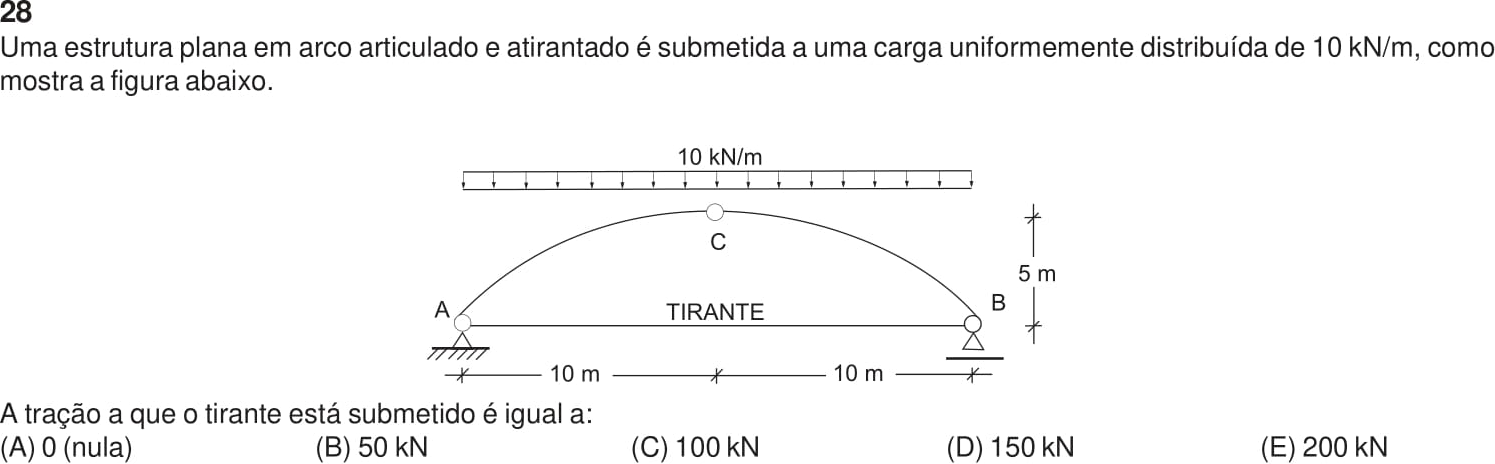 28
Uma estrutura plana em arco articulado e atirantado é submetida a uma carga uniformemente distribuída de 10 kN/m, como
mostra a figura abaixo.
10 kN/m
C
5 m
A
TIRANTE
B
10 m
10 m
A tração a que o tirante está submetido é igual a:
(A) 0 (nula) (B) 50 kN (C) 100 kN (D) 150 kN (E) 200 kN